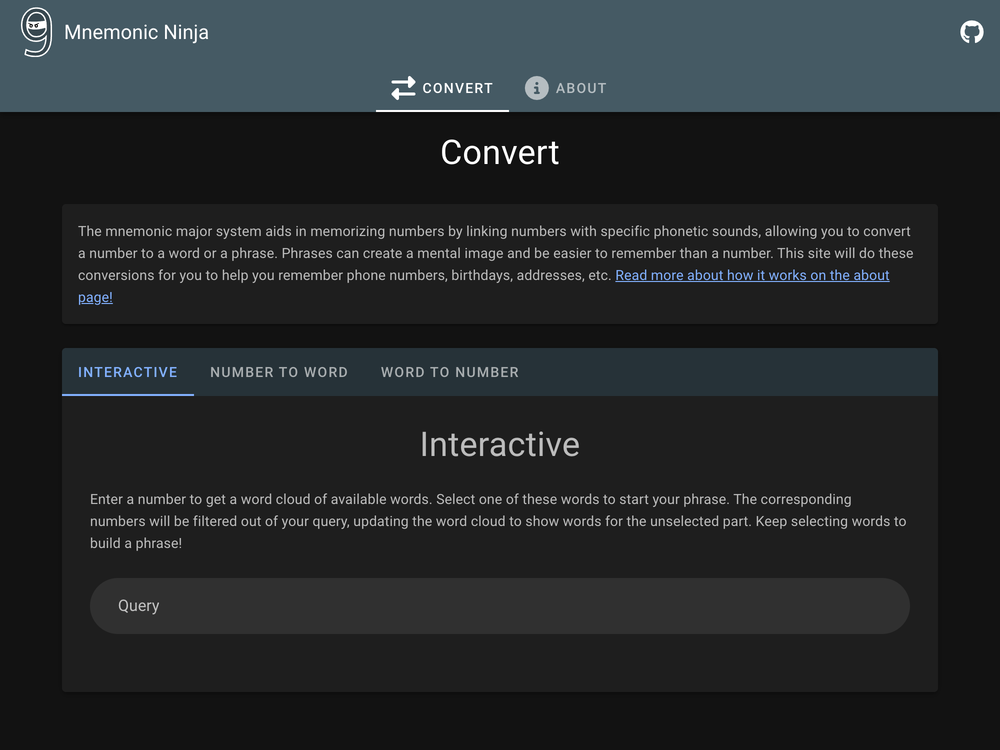 Mnemonic Ninja
CONVERT
ABOUT
Convert
The mnemonic major system aids in memorizing numbers by linking numbers with specific phonetic sounds, allowing you to convert
a number to a word or a phrase. Phrases can create a mental image and be easier to remember than a number. This site will do these
conversions for you to help you remember phone numbers, birthdays, addresses, etc. Read more about how it works on the about
page!
INTERACTIVE
NUMBER TO WORD
WORD TO NUMBER
Interactive
Enter a number to get a word cloud of available words. Select one of these words to start your phrase. The corresponding
numbers will be filtered out of your query, updating the word cloud to show words for the unselected part. Keep selecting words to
build a phrase!
Query